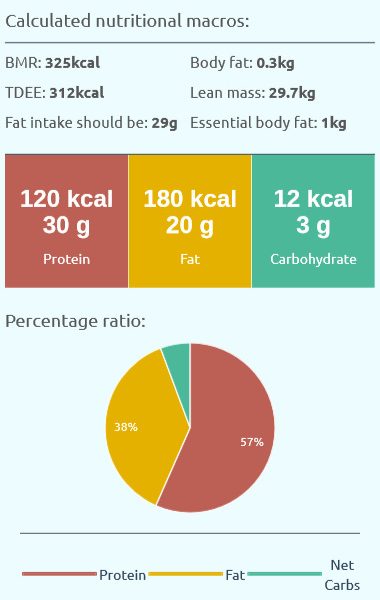 Calculated nutritional macros:
BMR: 325kcal Body fat: 0.3kg
TDEE: 312kcal Lean mass: 29.7kg
Fat intake should be: 29g Essential body fat: 1kg
120 kcal 180 kcal 12 kcal
30 g 20 g 3 g
Protein Fat Carbohydrate
Percentage ratio:
38%
57%
Protein Fat Net
Carbs